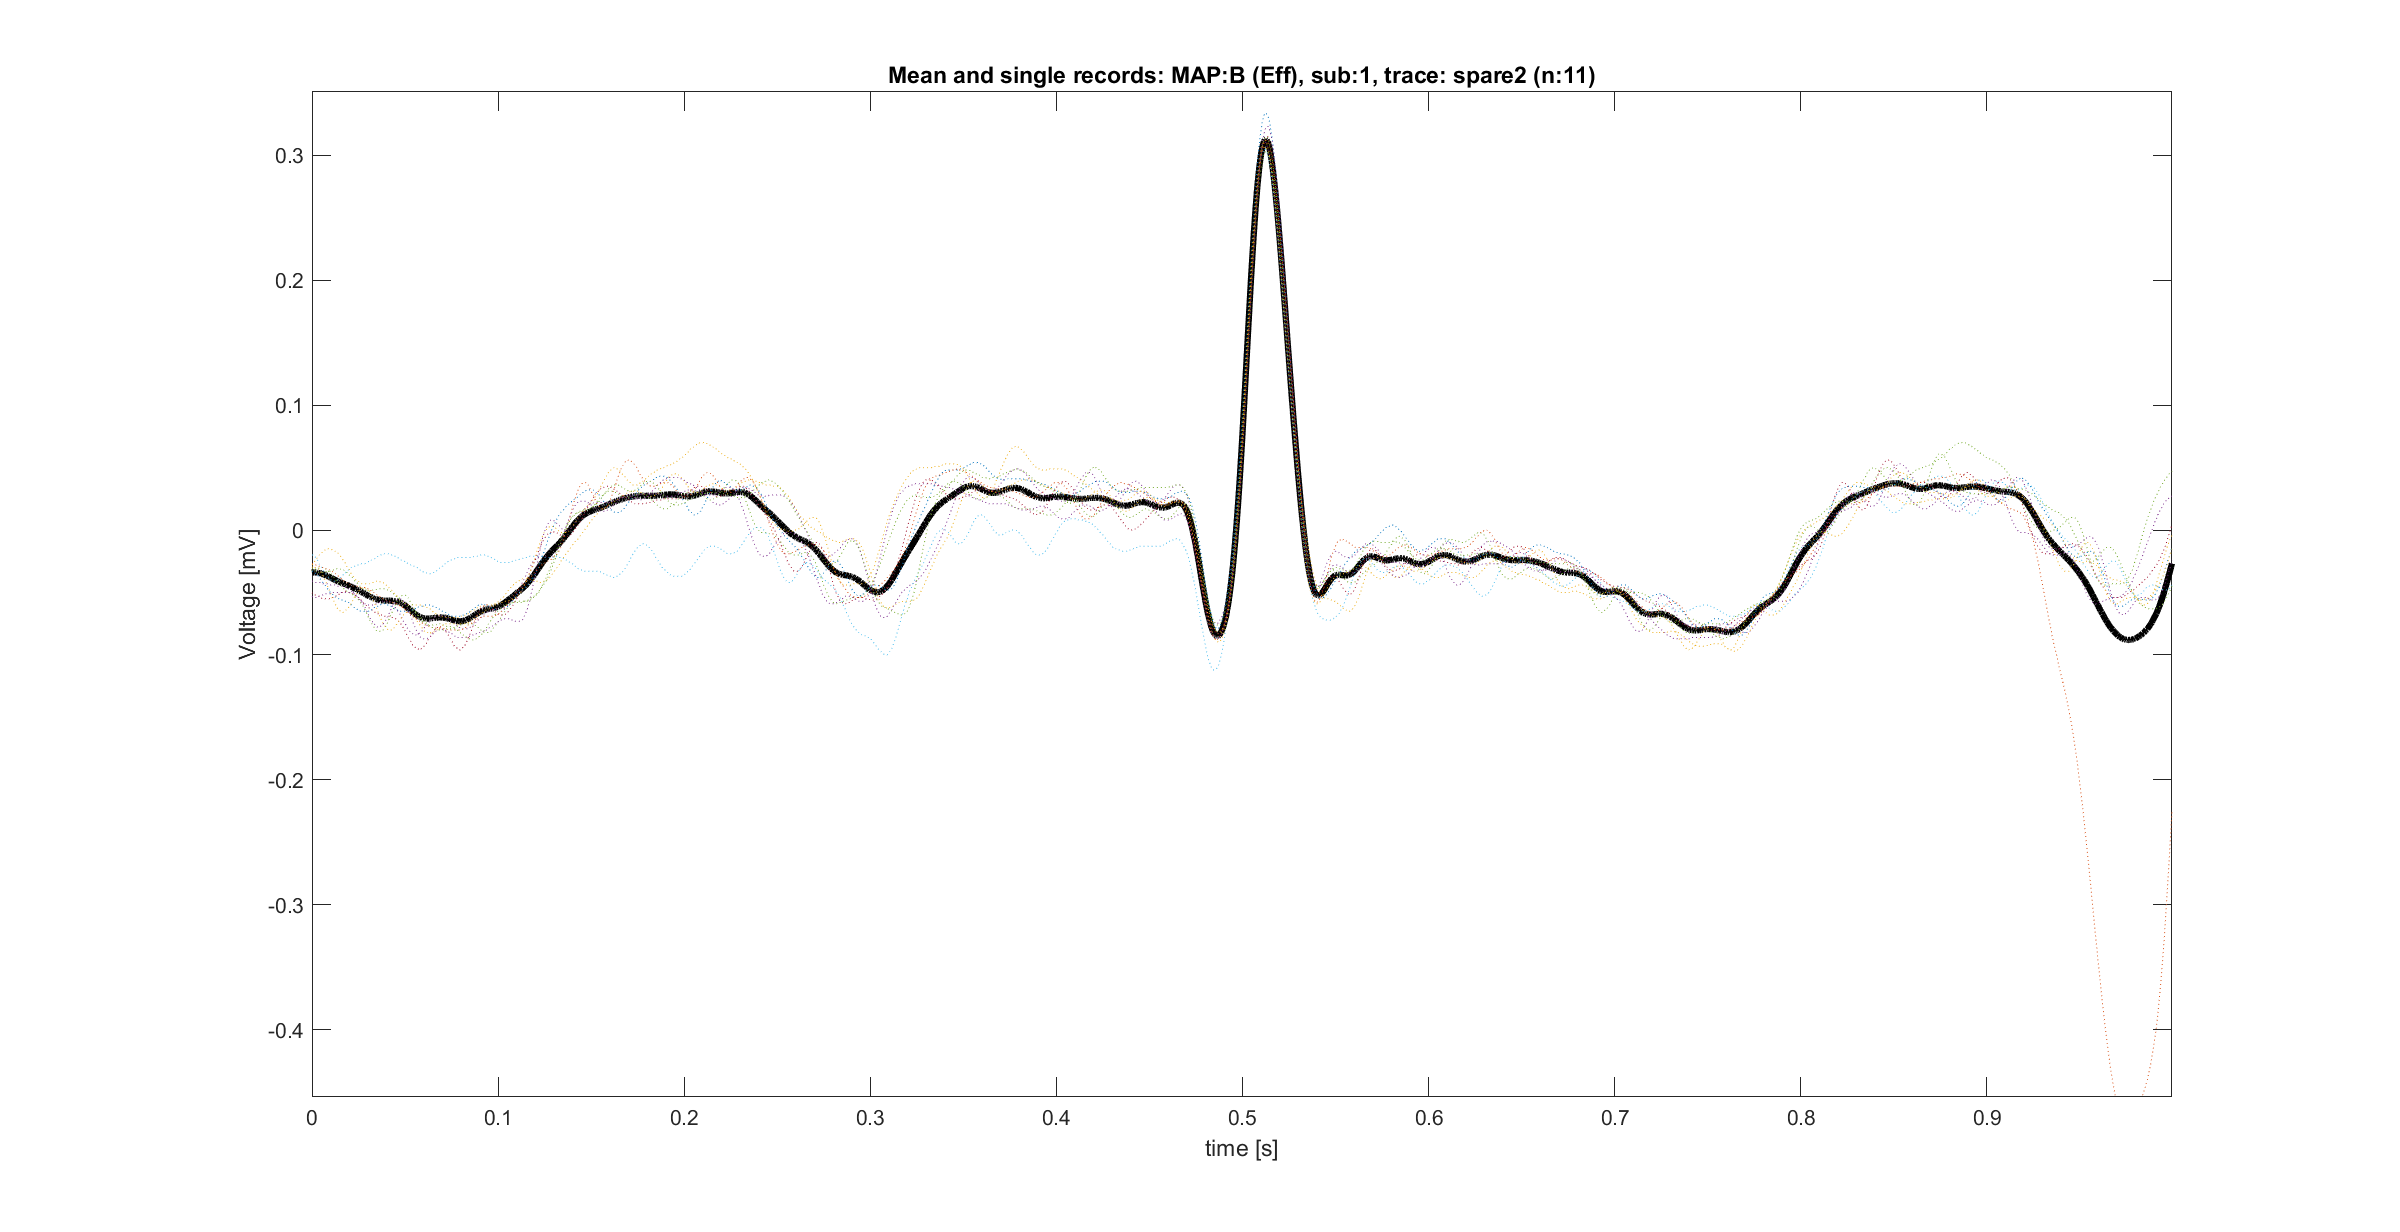 Mean and single records: MAP:B (Eff), sub:1, trace: spare2 (n:11)
Voltage [mV]
0.3
0.2
0.1
0
-0.1
-0.2
-0.3
-0.4
0 0.1 0.2 0.3 0.4 0.5 0.6 0.7 0.8 0.9
time [s]